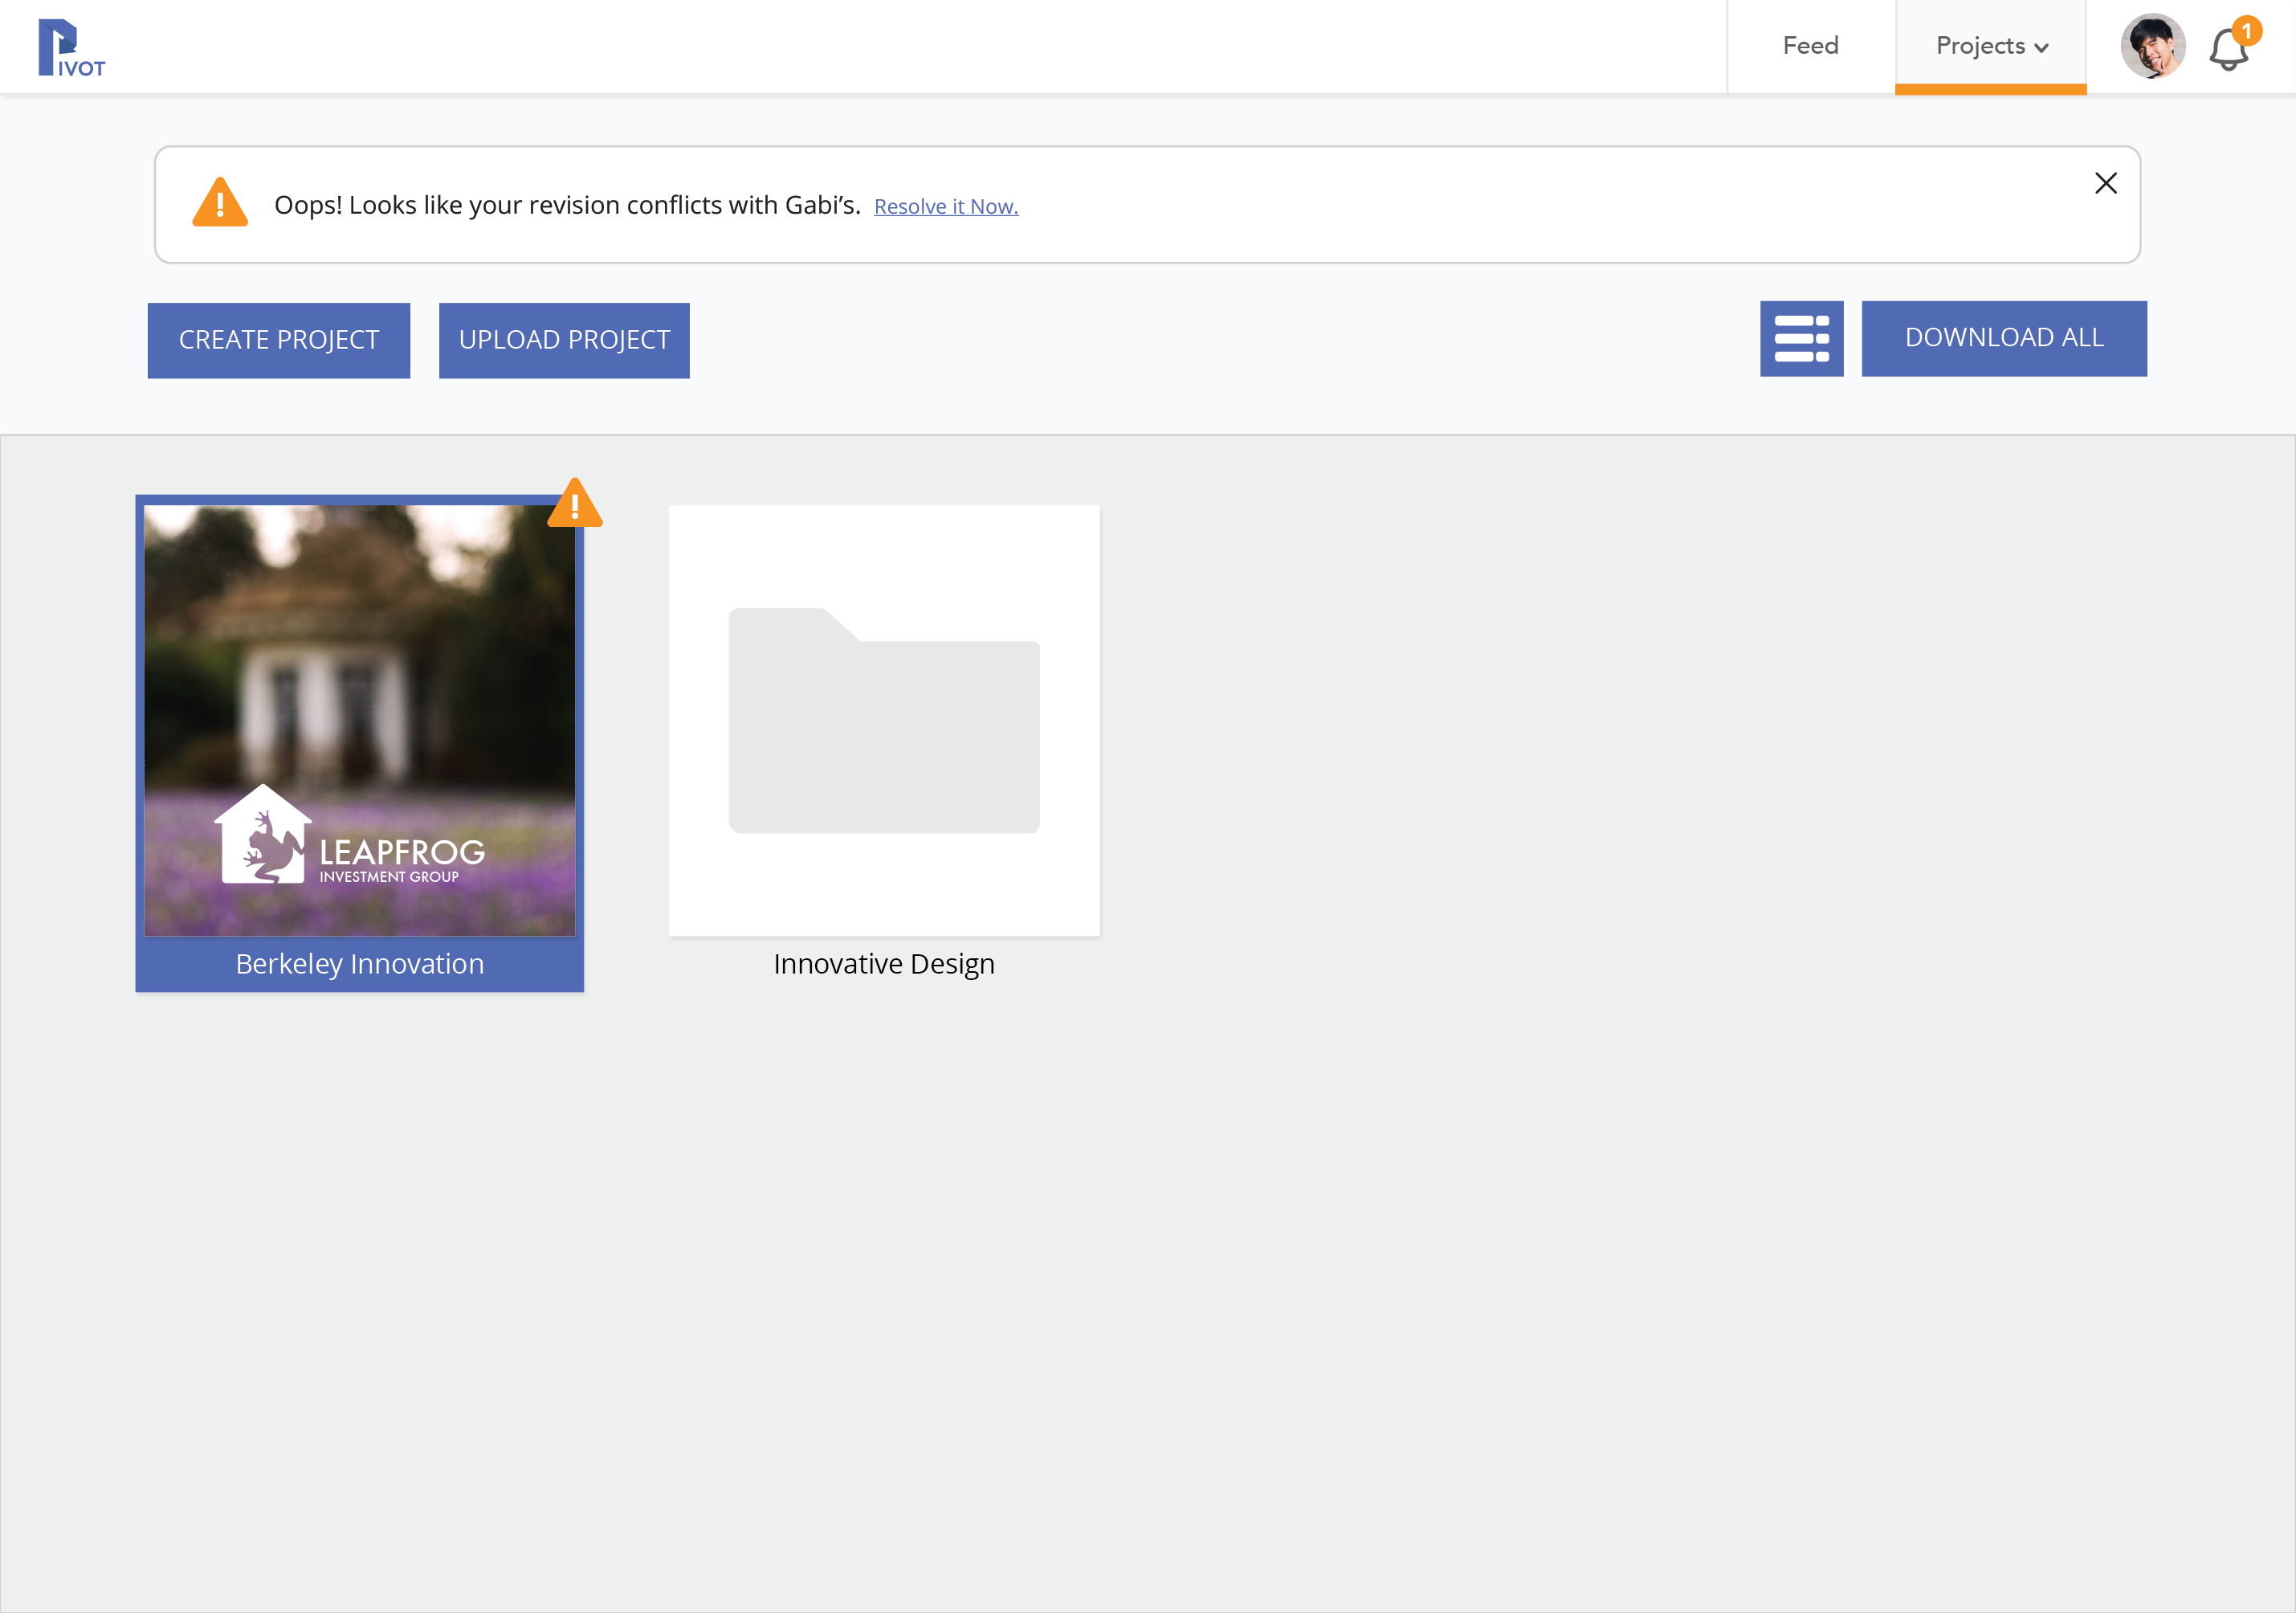 PIVOT
Feed
Projects
1
Oops! Looks like your revision conflicts with Gabi’s. Resolve it Now.
CREATE PROJECT
UPLOAD PROJECT
DOWNLOAD ALL
LEAPFROG
INVESTMENT GROUP
Berkeley Innovation
Innovative Design